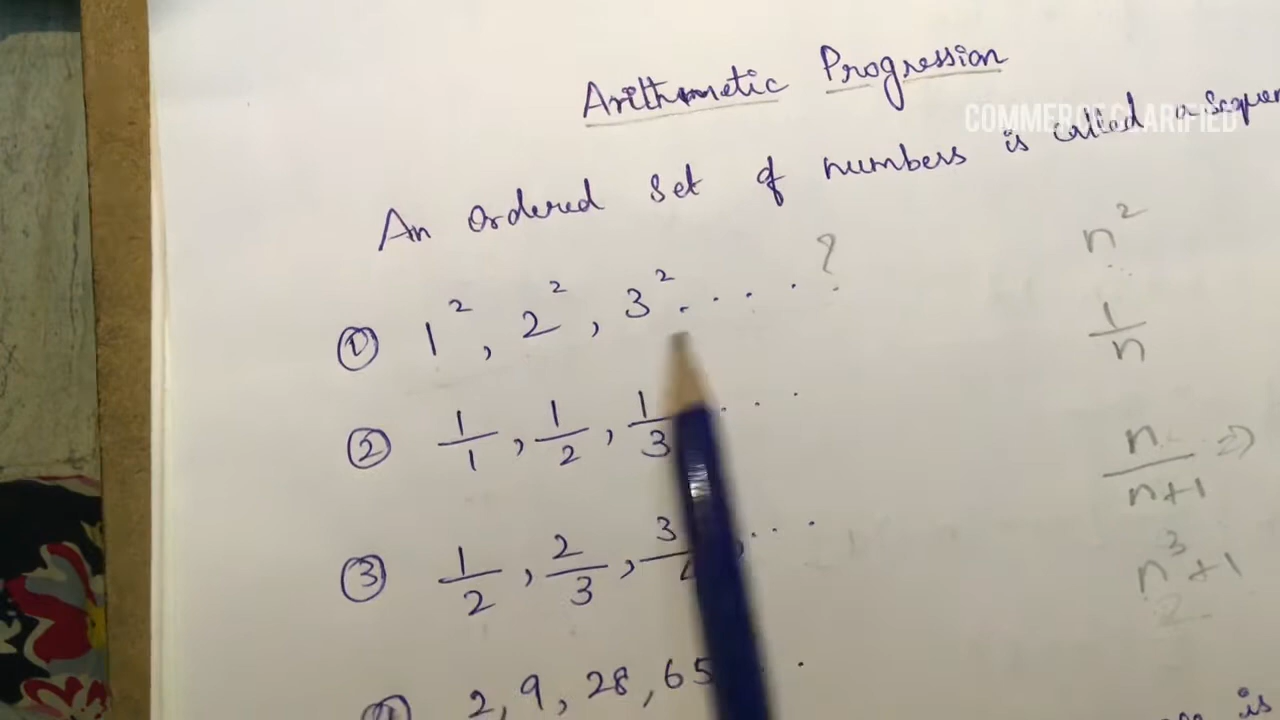 Arithmetic Progression
COMMERCE CLARIFIED
An ordered set of numbers is called a
① 1², 2², 3² . . . . ?
n²
② 1/1, 1/2, 1/3 . . .
1/n
③ 1/2, 2/3, 3/4, . . .
n/n+1 ⇒
n³+1
2, 9, 28, 65 . .
is